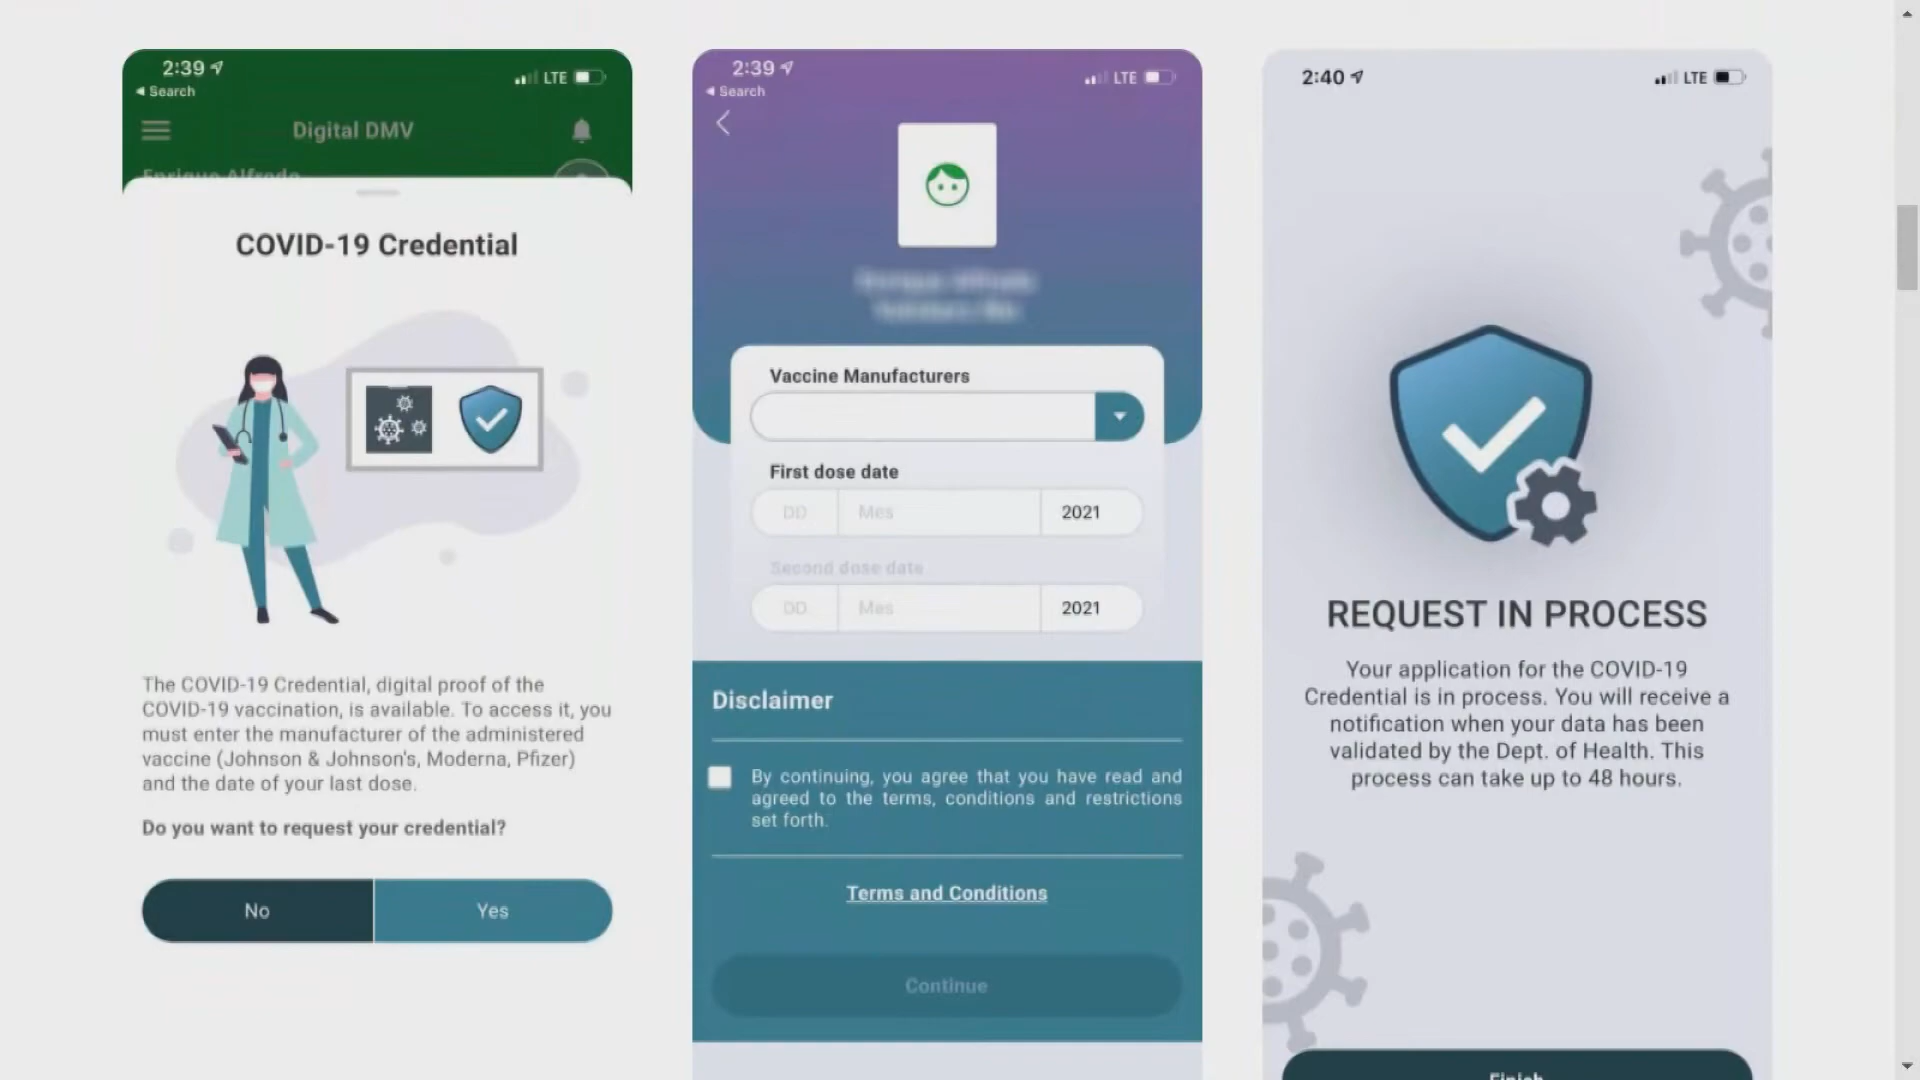 2:39
LTE
Search
Digital DMV
Enrique Alfredo
COVID-19 Credential
The COVID-19 Credential, digital proof of the
COVID-19 vaccination, is available. To access it, you
must enter the manufacturer of the administered
vaccine (Johnson & Johnson's, Moderna, Pfizer)
and the date of your last dose.
Do you want to request your credential?
No
Yes
2:39
LTE
Search
Vaccine Manufacturers
First dose date
DD
Mes
2021
Second dose date
DD
Mes
2021
Disclaimer
By continuing, you agree that you have read and
agreed to the terms, conditions and restrictions
set forth.
Terms and Conditions
Continue
2:40
LTE
REQUEST IN PROCESS
Your application for the COVID-19
Credential is in process. You will receive a
notification when your data has been
validated by the Dept. of Health. This
process can take up to 48 hours.
Finish